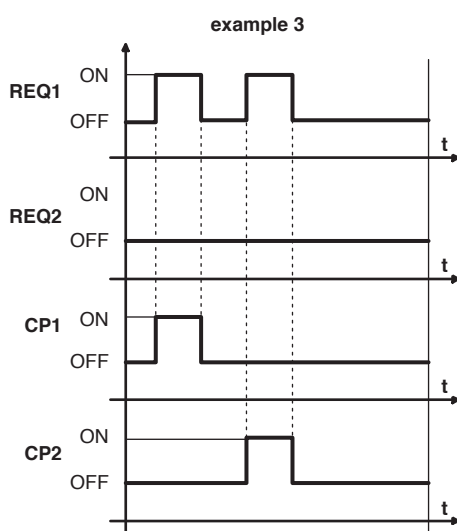 example 3
ON
REQ1
OFF
t
ON
REQ2
OFF
t
ON
CP1
OFF
t
ON
CP2
OFF
t